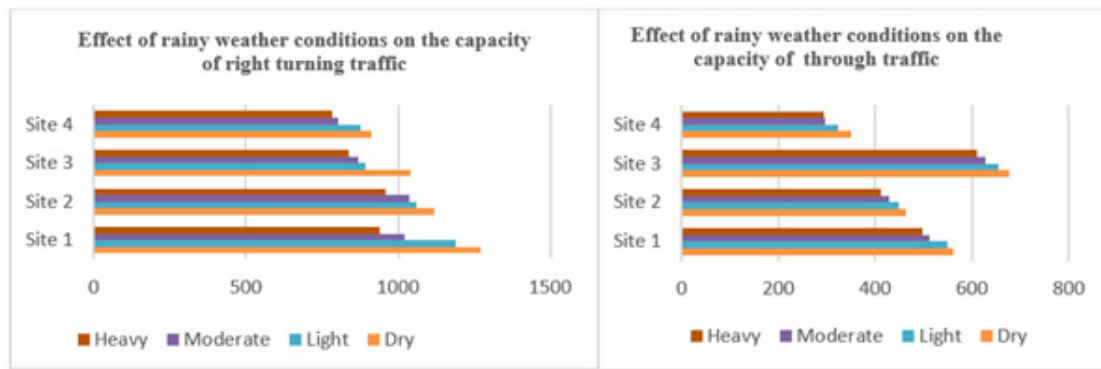 Effect of rainy weather conditions on the capacity
of right turning traffic
Site 4
Site 3
Site 2
Site 1
0 500 1000 1500
Heavy Moderate Light Dry
Effect of rainy weather conditions on the
capacity of through traffic
Site 4
Site 3
Site 2
Site 1
0 200 400 600 800
Heavy Moderate Light Dry